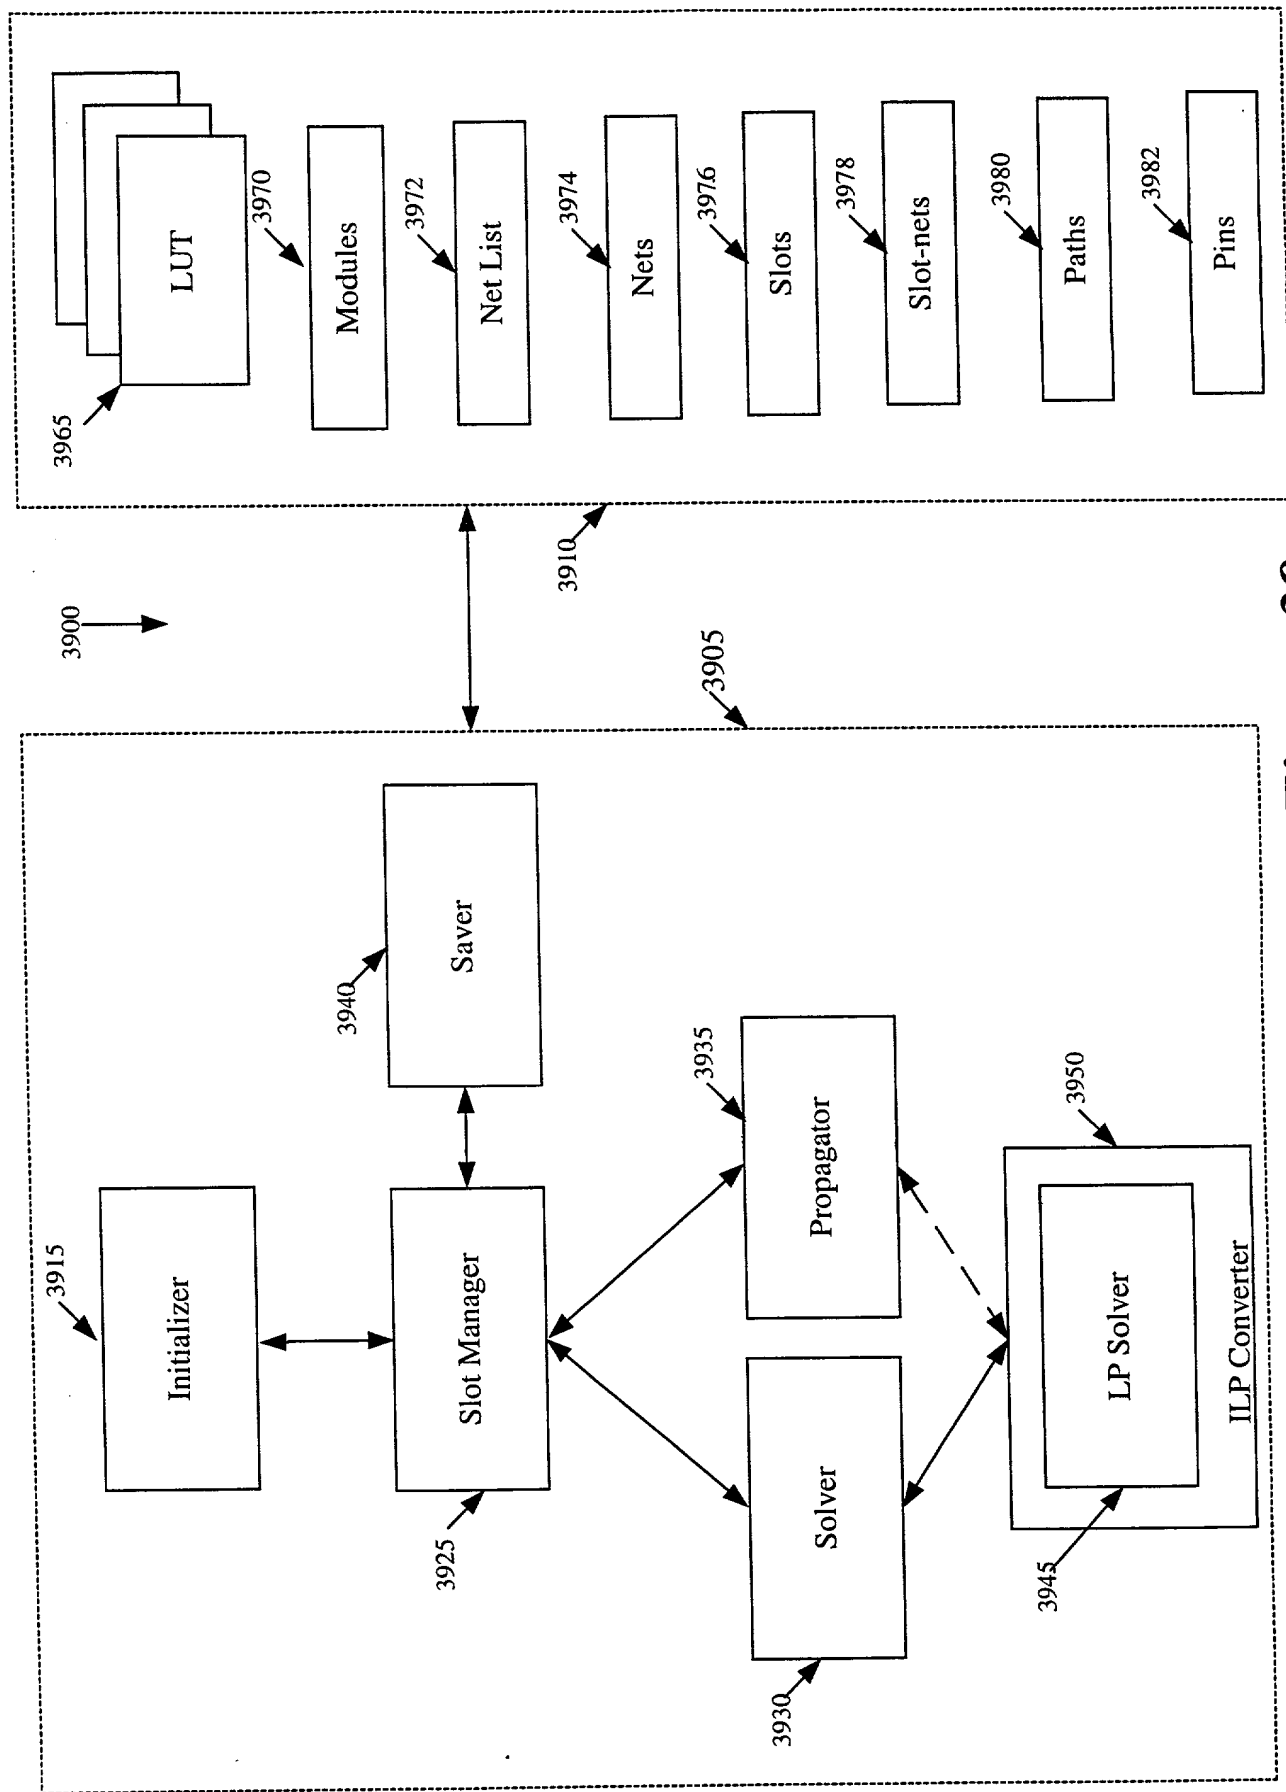 3900
3905
3915
Initializer
3925
Slot Manager
3940
Saver
3930
Solver
3935
Propagator
3945
LP Solver
3950
ILP Converter
3910
3965
LUT
3970
Modules
3972
Net List
3974
Nets
3976
Slots
3978
Slot-nets
3980
Paths
3982
Pins